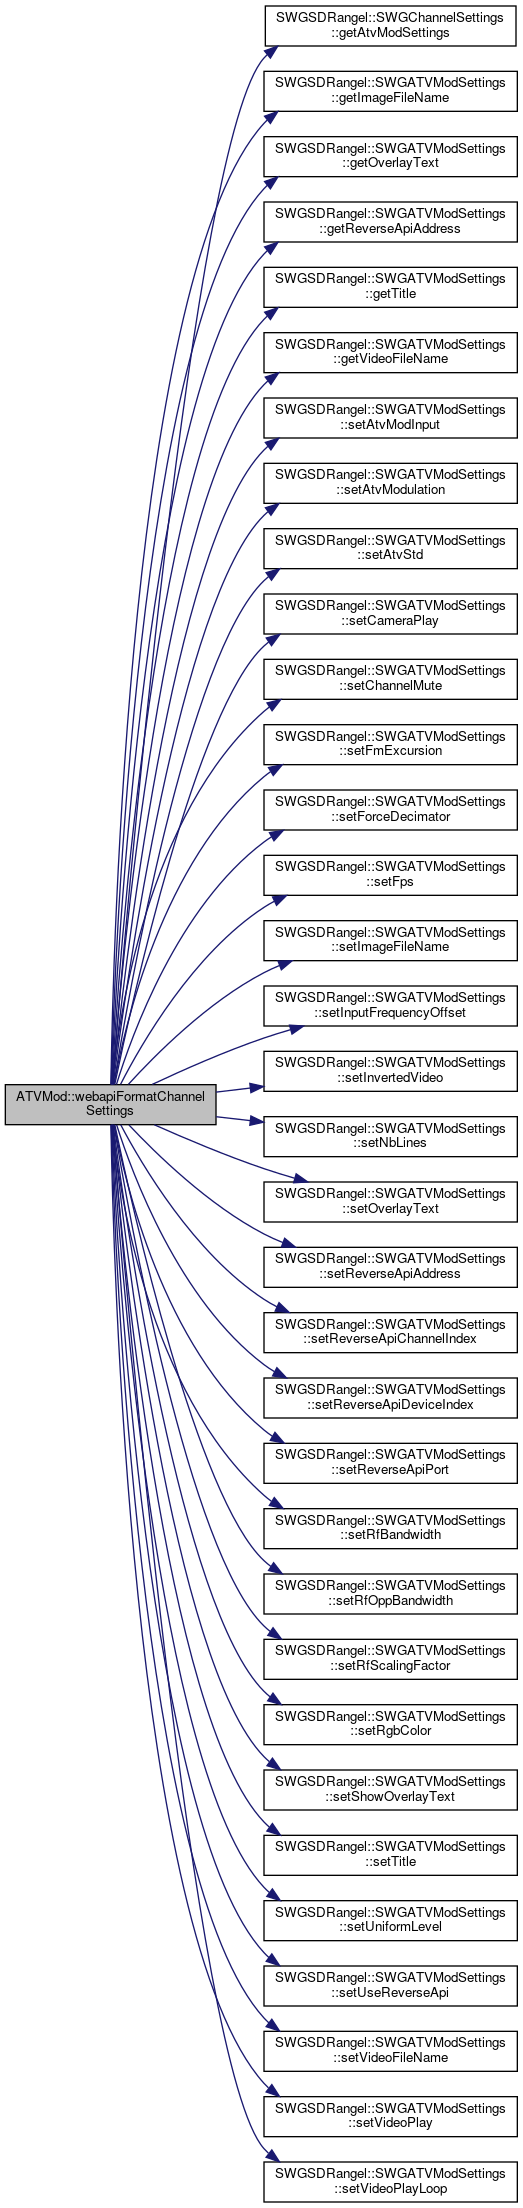 SWGSDRangel::SWGChannelSettings
::getAtvModSettings
SWGSDRangel::SWGATVModSettings
::getImageFileName
SWGSDRangel::SWGATVModSettings
::getOverlayText
SWGSDRangel::SWGATVModSettings
::getReverseApiAddress
SWGSDRangel::SWGATVModSettings
::getTitle
SWGSDRangel::SWGATVModSettings
::getVideoFileName
SWGSDRangel::SWGATVModSettings
::setAtvModInput
SWGSDRangel::SWGATVModSettings
::setAtvModulation
SWGSDRangel::SWGATVModSettings
::setAtvStd
SWGSDRangel::SWGATVModSettings
::setCameraPlay
SWGSDRangel::SWGATVModSettings
::setChannelMute
SWGSDRangel::SWGATVModSettings
::setFmExcursion
SWGSDRangel::SWGATVModSettings
::setForceDecimator
SWGSDRangel::SWGATVModSettings
::setFps
SWGSDRangel::SWGATVModSettings
::setImageFileName
SWGSDRangel::SWGATVModSettings
::setInputFrequencyOffset
SWGSDRangel::SWGATVModSettings
::setInvertedVideo
ATVMod::webapiFormatChannel
Settings
SWGSDRangel::SWGATVModSettings
::setNbLines
SWGSDRangel::SWGATVModSettings
::setOverlayText
SWGSDRangel::SWGATVModSettings
::setReverseApiAddress
SWGSDRangel::SWGATVModSettings
::setReverseApiChannelIndex
SWGSDRangel::SWGATVModSettings
::setReverseApiDeviceIndex
SWGSDRangel::SWGATVModSettings
::setReverseApiPort
SWGSDRangel::SWGATVModSettings
::setRfBandwidth
SWGSDRangel::SWGATVModSettings
::setRfOppBandwidth
SWGSDRangel::SWGATVModSettings
::setRfScalingFactor
SWGSDRangel::SWGATVModSettings
::setRgbColor
SWGSDRangel::SWGATVModSettings
::setShowOverlayText
SWGSDRangel::SWGATVModSettings
::setTitle
SWGSDRangel::SWGATVModSettings
::setUniformLevel
SWGSDRangel::SWGATVModSettings
::setUseReverseApi
SWGSDRangel::SWGATVModSettings
::setVideoFileName
SWGSDRangel::SWGATVModSettings
::setVideoPlay
SWGSDRangel::SWGATVModSettings
::setVideoPlayLoop